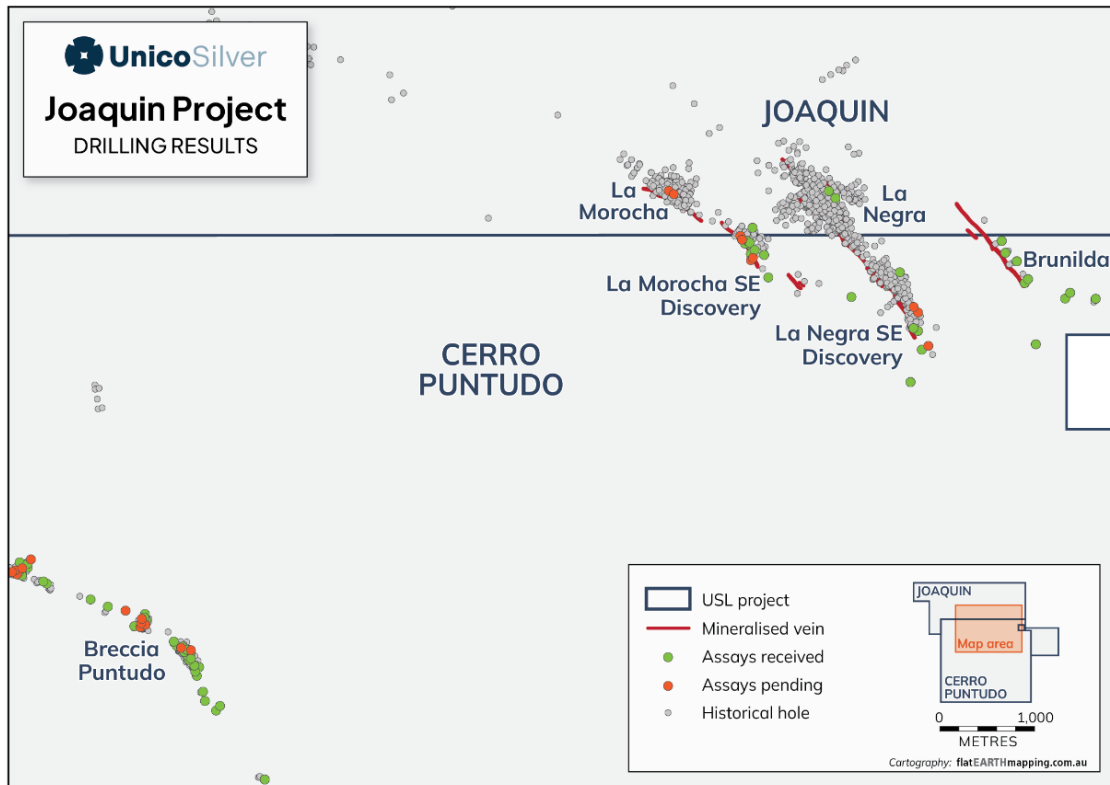 UnicoSilver
Joaquin Project
DRILLING RESULTS
JOAQUIN
La
Morocha
La
Negra
La Morocha SE
Discovery
Brunilda
La Negra SE
Discovery
CERRO
PUNTUDO
Breccia
Puntudo
USL project
Mineralised vein
Assays received
Assays pending
Historical hole
JOAQUIN
Map area
CERRO
PUNTUDO
0 1,000
METRES
Cartography: flatEARTHmapping.com.au